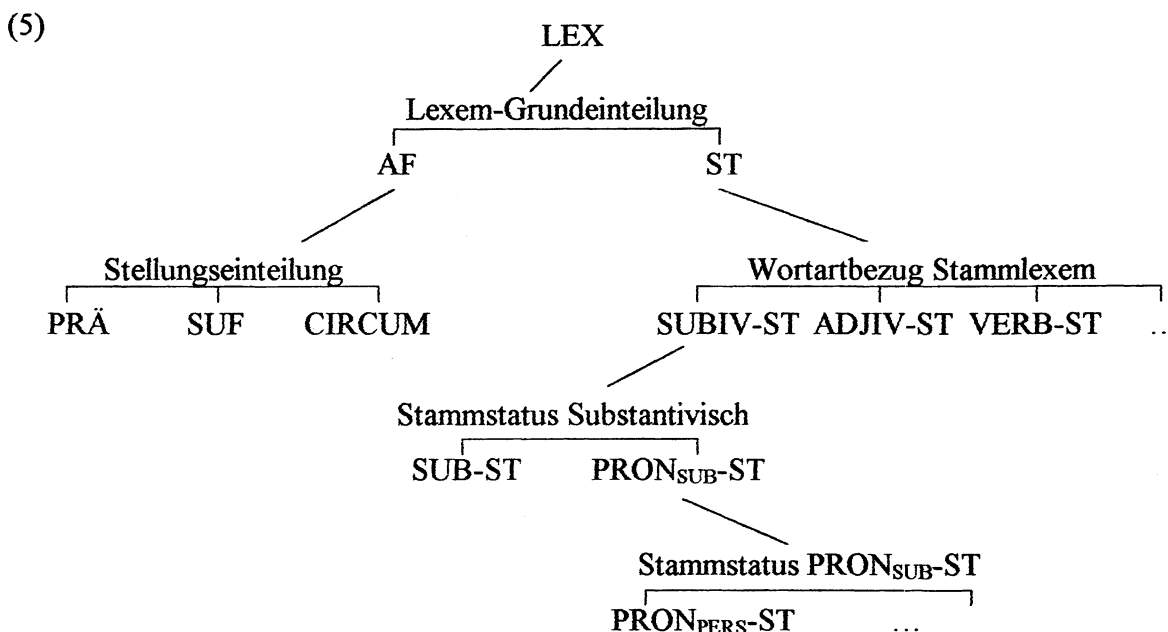 (5)
LEX
Lexem-Grundeinteilung
AF ST
Stellungseinteilung Wortartbezug Stammlexem
PRÄ SUF CIRCUM SUBIV-ST ADJIV-ST VERB-ST ..
Stammstatus Substantivisch
SUB-ST PRONSUB-ST
Stammstatus PRONSUB-ST
PRONPERS-ST ...